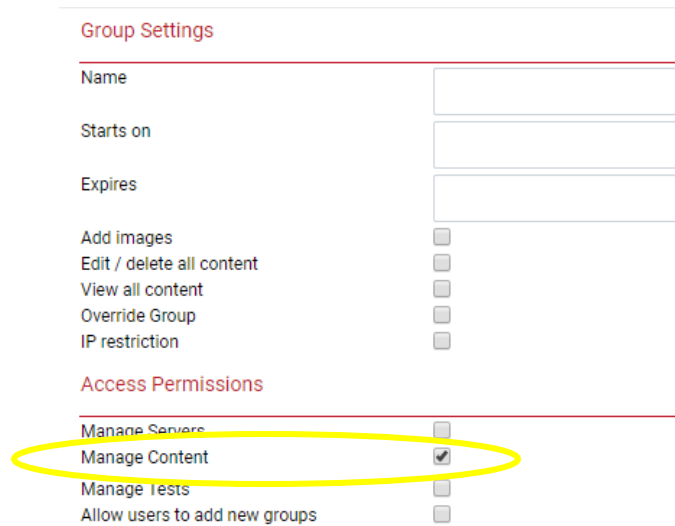 Group Settings
Name
Starts on
Expires
Add images
Edit / delete all content
View all content
Override Group
IP restriction
Access Permissions
Manage Servers
Manage Content
Manage Tests
Allow users to add new groups